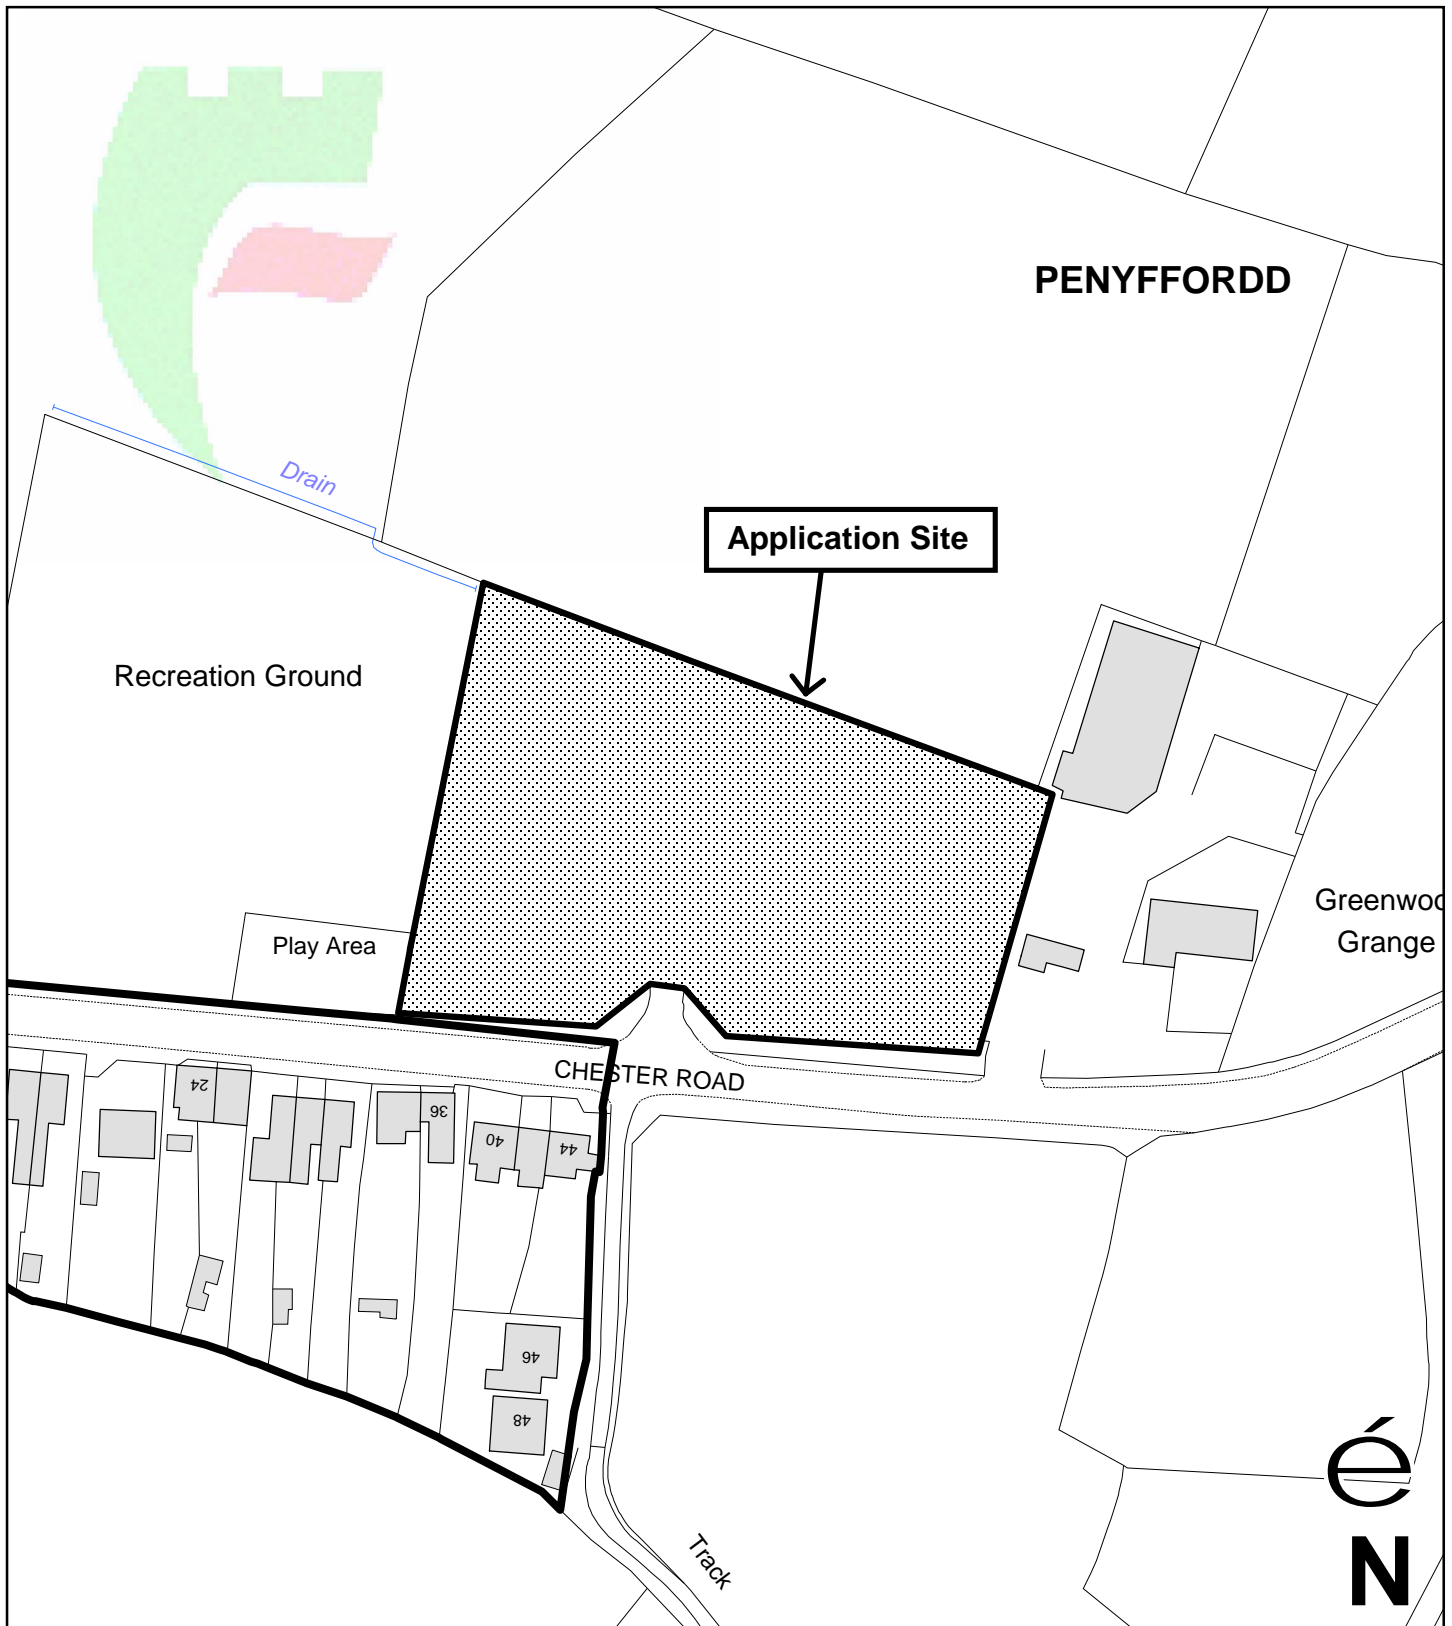 PENYFFORDD
Drain
Application Site
Recreation Ground
Greenwoo
Grange
Play Area
CHESTER ROAD
24
36
40
44
46
48
Track
é
N